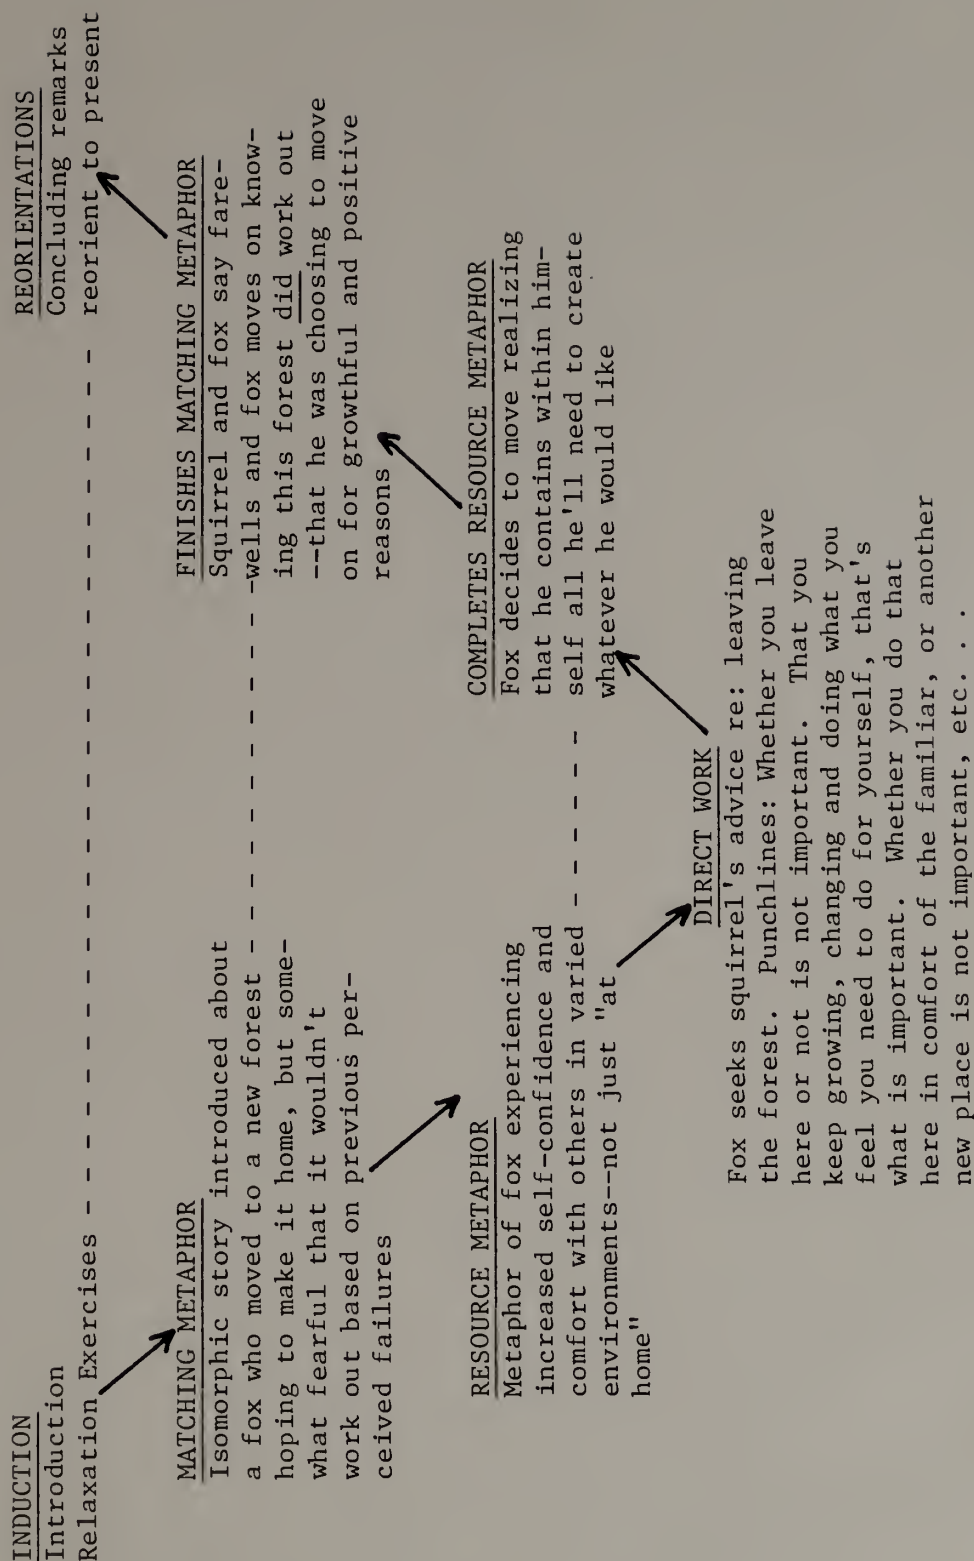 INDUCTION
Introduction
Relaxation Exercises - - - - - - - - - - - - - - - - -
MATCHING METAPHOR
Isomorphic story introduced about
a fox who moved to a new forest - - - - - - - - -
hoping to make it home, but some-
what fearful that it wouldn't
work out based on previous per-
ceived failures
RESOURCE METAPHOR
Metaphor of fox experiencing
increased self-confidence and
comfort with others in varied - - - - - -
environments--not just "at
home"
DIRECT WORK
Fox seeks squirrel's advice re: leaving
the forest. Punchlines: Whether you leave
here or not is not important. That you
keep growing, changing and doing what you
feel you need to do for yourself, that's
what is important. Whether you do that
here in comfort of the familiar, or another
new place is not important, etc. . .
COMPLETES RESOURCE METAPHOR
Fox decides to move realizing
that he contains within him-
self all he'll need to create
whatever he would like
FINISHES MATCHING METAPHOR
Squirrel and fox say fare-
-wells and fox moves on know-
ing this forest did work out
--that he was choosing to move
on for growthful and positive
reasons
REORIENTATIONS
Concluding remarks
reorient to present